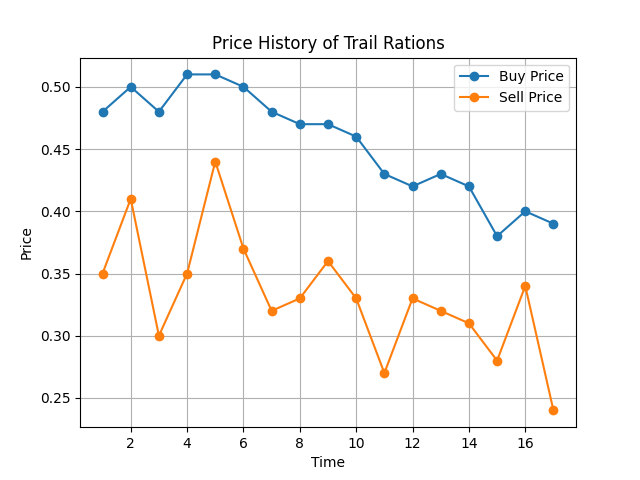 Price History of Trail Rations
Buy Price
Sell Price
0.50
0.45
0.40
0.35
0.30
0.25
Price
2 4 6 8 10 12 14 16
Time